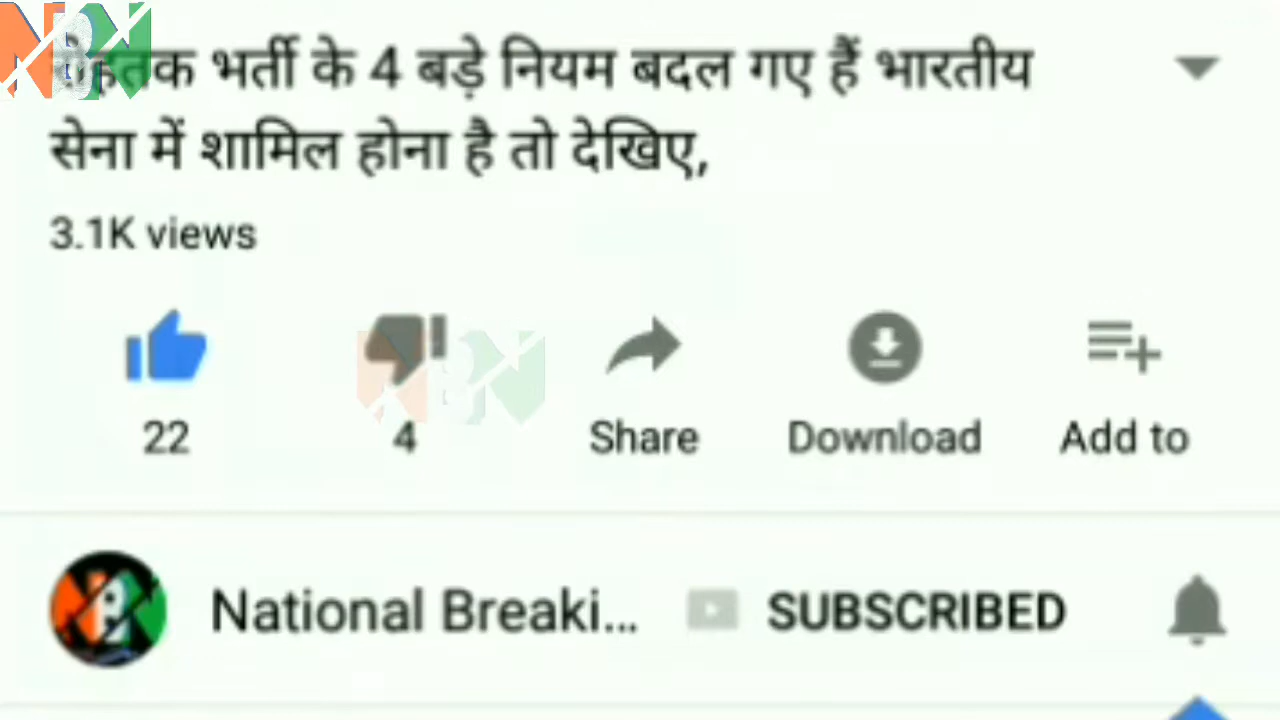 भर्ती के 4 बड़े नियम बदल गए हैं भारतीय
सेना में शामिल होना है तो देखिए,
3.1K views
22
4
Share
Download
Add to
National Breaki...
SUBSCRIBED